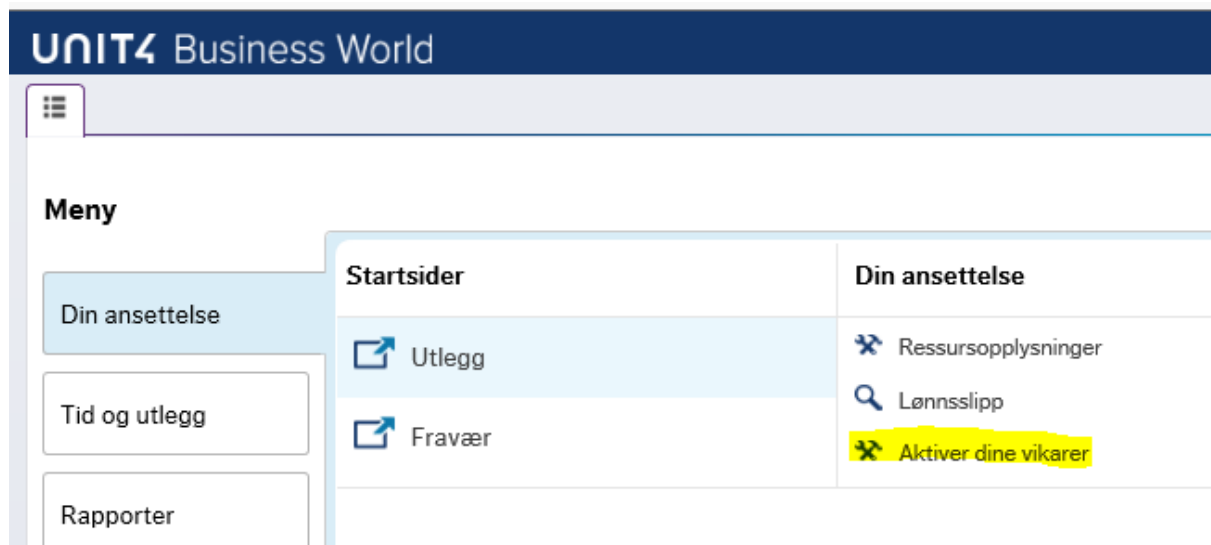 UNIT4 Business World
Meny
Din ansettelse
Tid og utlegg
Rapporter
Startsider
Utlegg
Fravær
Din ansettelse
Ressursopplysninger
Lønnsslipp
Aktiver dine vikarer